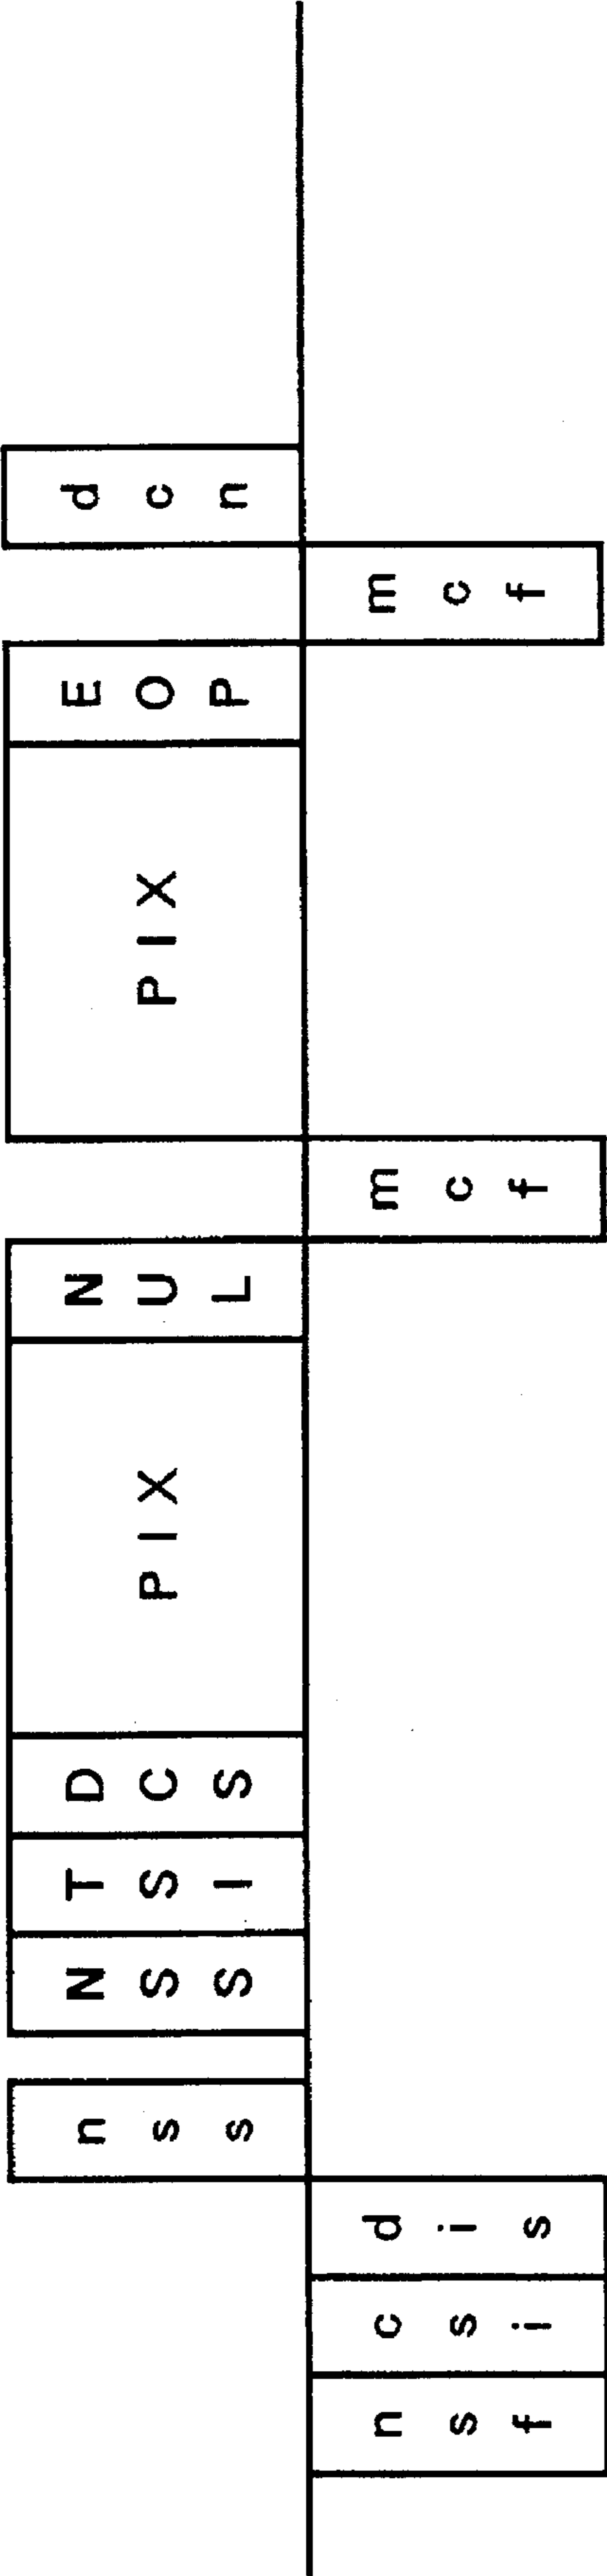 nsf
csi
dis
nss
NSS
TSI
DCS
PIX
NUL
mcf
PIX
EOP
mcf
dcn